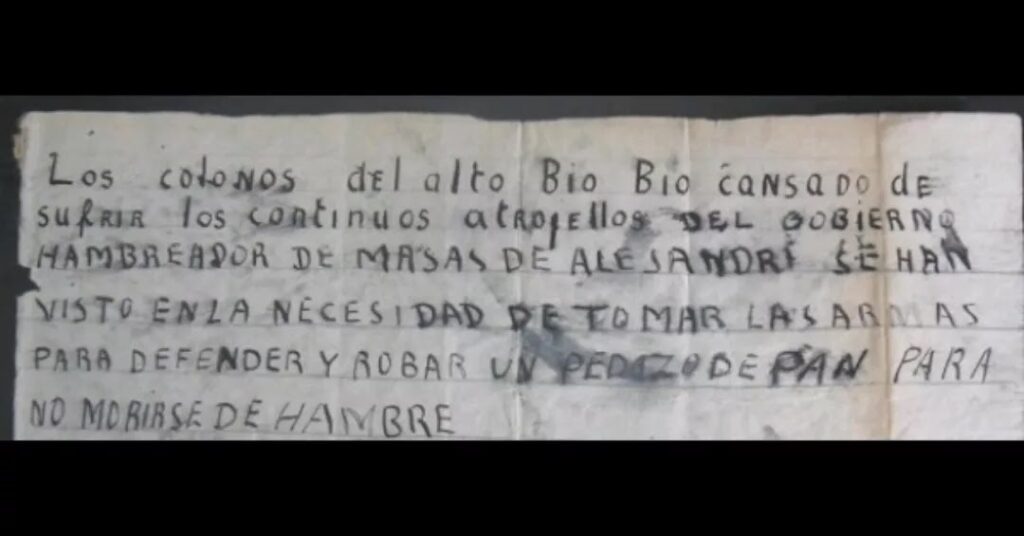 Los colonos del alto Bio Bio cansado de
sufrir los continuos atropellos DEL GOBIERNO
HAMBREADOR DE MASAS DE ALESANDRI SE HAN
VISTO EN LA NECESIDAD DE TOMAR LAS ARMAS
PARA DEFENDER Y ROBAR UN PEDAZO DE PAN PARA
NO MORIRSE DE HAMBRE